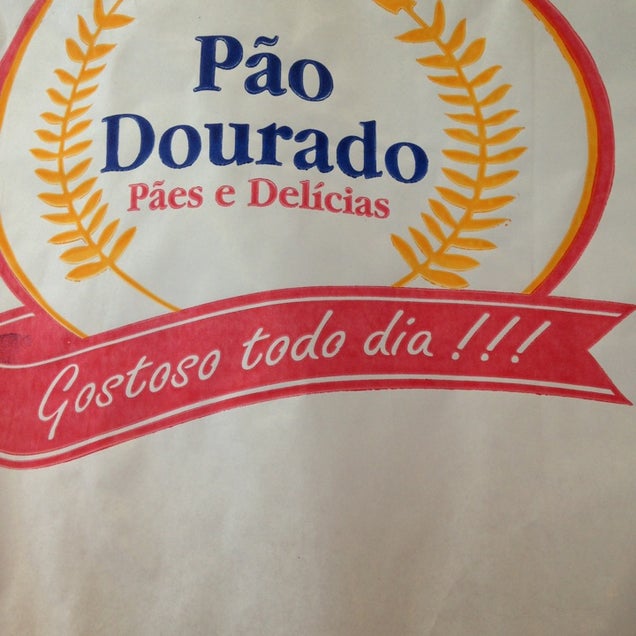 Pão
Dourado
Pães e Delícias
Gostoso todo dia !!!